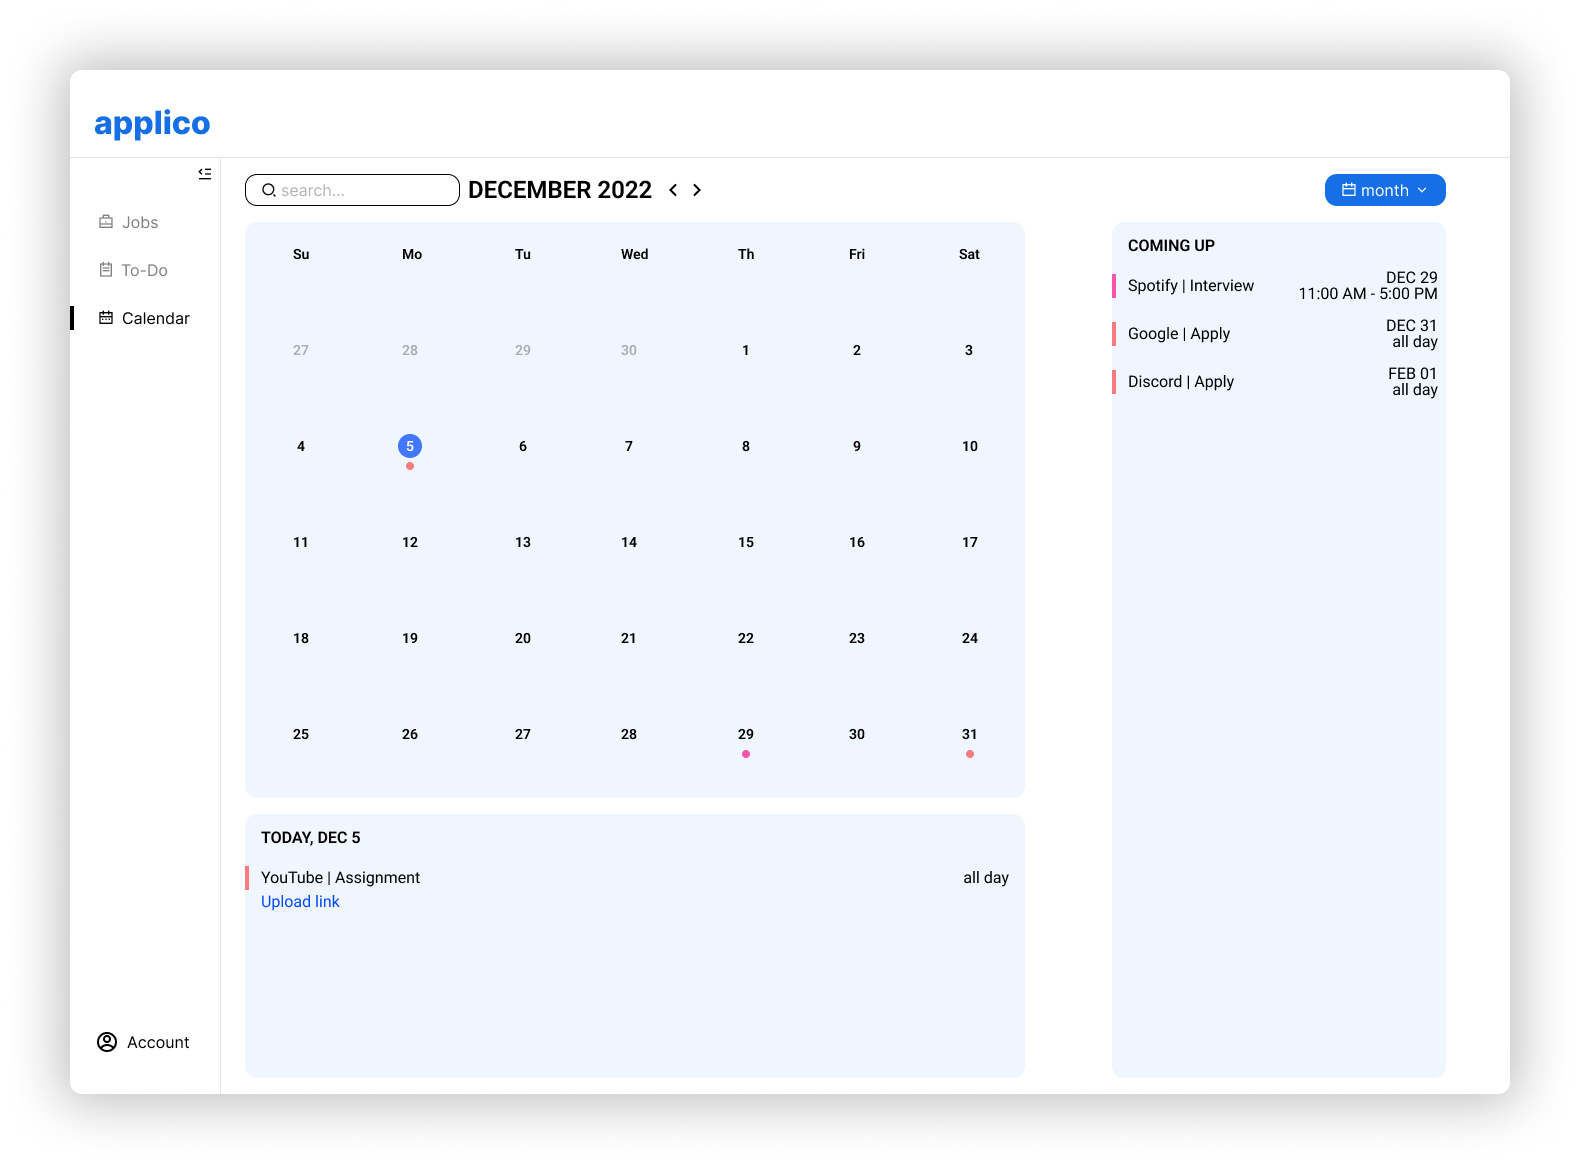 applico
Jobs
To-Do
Calendar
Account
search...
DECEMBER 2022
month
Su Mo Tu Wed Th Fri Sat
27 28 29 30 1 2 3
4 5 6 7 8 9 10
11 12 13 14 15 16 17
18 19 20 21 22 23 24
25 26 27 28 29 30 31
TODAY, DEC 5
YouTube | Assignment all day
Upload link
COMING UP
Spotify | Interview DEC 29
11:00 AM - 5:00 PM
Google | Apply DEC 31
all day
Discord | Apply FEB 01
all day